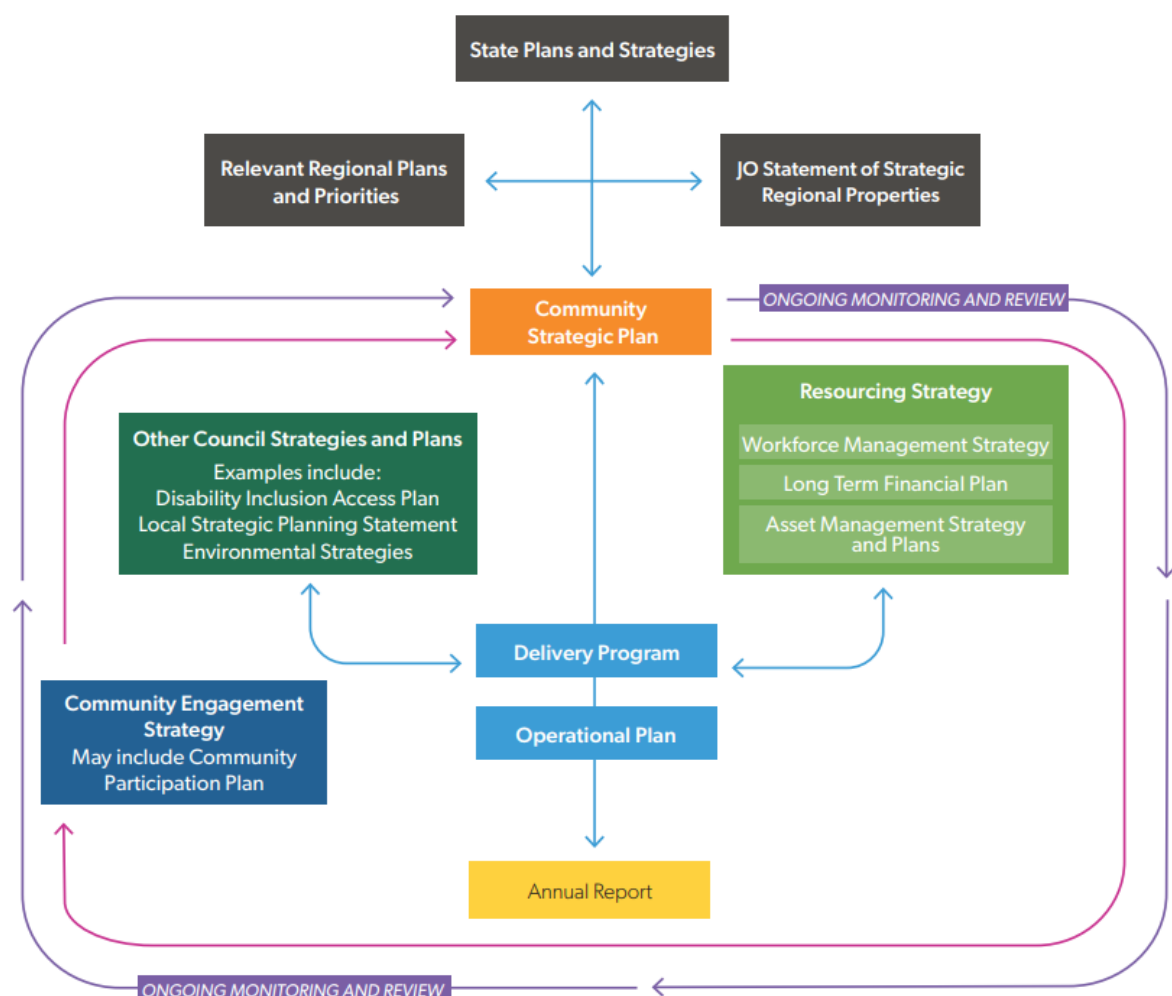 State Plans and Strategies
Relevant Regional Plans
and Priorities
JO Statement of Strategic
Regional Properties
Community
Strategic Plan
ONGOING MONITORING AND REVIEW
Resourcing Strategy
Workforce Management Strategy
Long Term Financial Plan
Asset Management Strategy
and Plans
Other Council Strategies and Plans
Examples include:
Disability Inclusion Access Plan
Local Strategic Planning Statement
Environmental Strategies
Delivery Program
Community Engagement
Strategy
May include Community
Participation Plan
Operational Plan
Annual Report
ONGOING MONITORING AND REVIEW